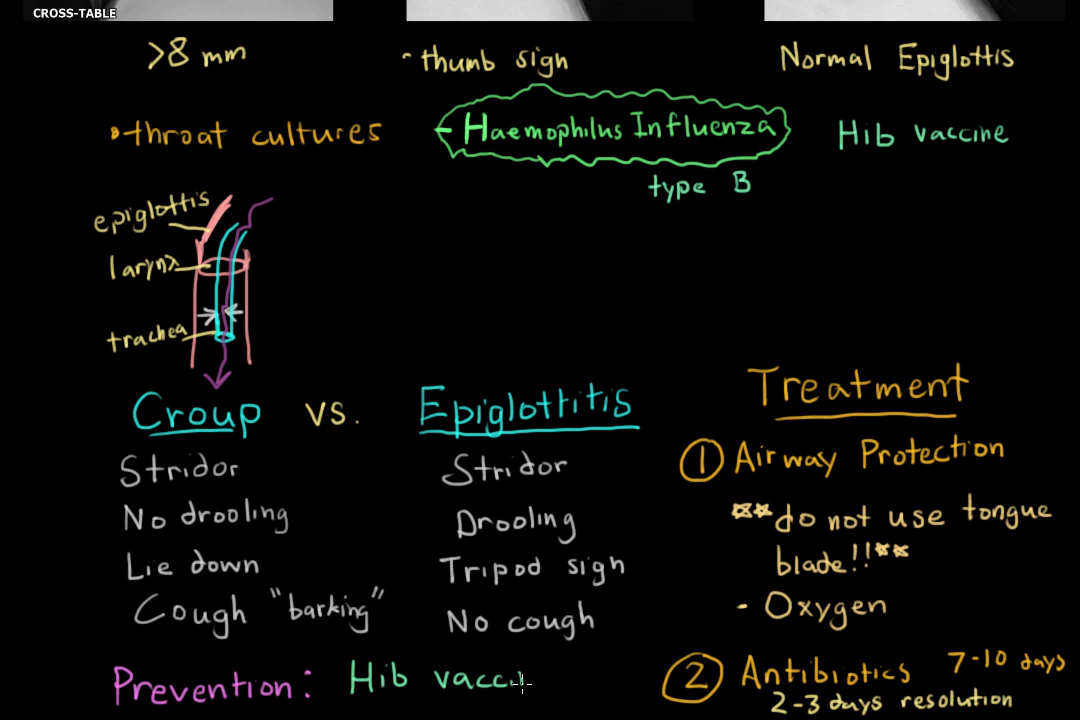 CROSS-TABLE
>8 mm
- thumb sign
Normal Epiglottis
•throat cultures
- Haemophilus Influenza
type B
Hib vaccine
epiglottis
larynx
trachea
Croup vs. Epiglottitis
Stridor
No drooling
Lie down
Cough "barking"
Stridor
Drooling
Tripod sign
No cough
Treatment
① Airway Protection
**do not use tongue
blade!!**
- Oxygen
② Antibiotics 7-10 days
2-3 days resolution
Prevention: Hib vacci